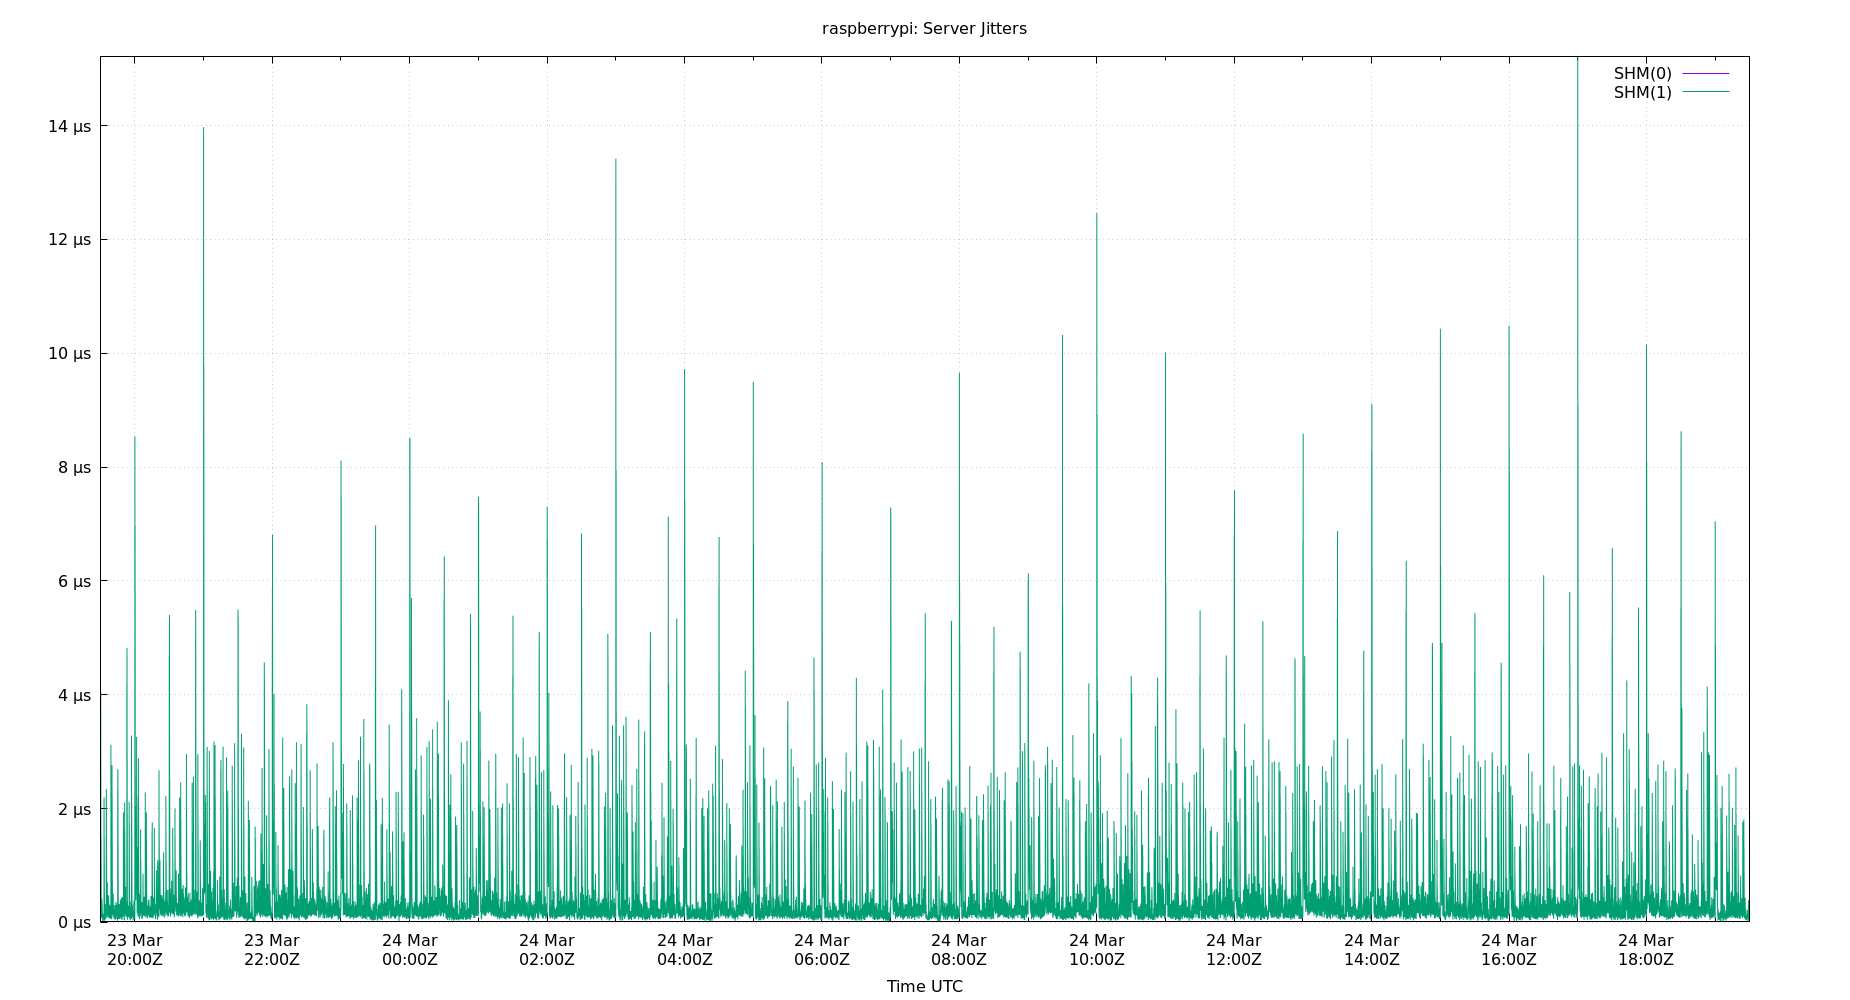 raspberrypi: Server Jitters
SHM(0)
SHM(1)
14 µs
12 µs
10 µs
8 µs
6 µs
4 µs
2 µs
0 µs
23 Mar 23 Mar 24 Mar 24 Mar 24 Mar 24 Mar 24 Mar 24 Mar 24 Mar 24 Mar 24 Mar 24 Mar
20:00Z 22:00Z 00:00Z 02:00Z 04:00Z 06:00Z 08:00Z 10:00Z 12:00Z 14:00Z 16:00Z 18:00Z
Time UTC